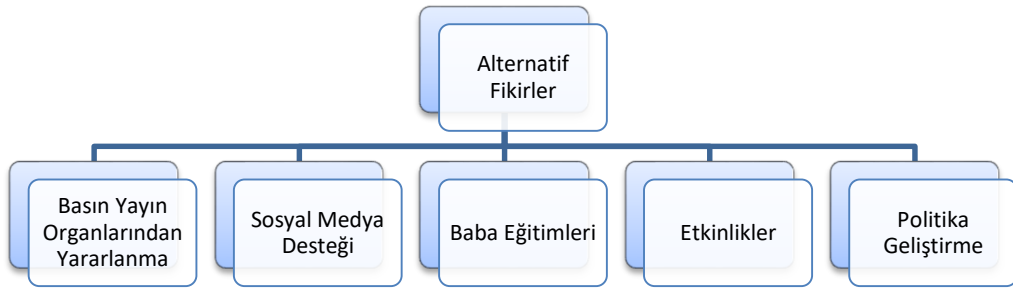 Alternatif
Fikirler
Basın Yayın
Organlarından
Yararlanma
Sosyal Medya
Desteği
Baba Eğitimleri
Etkinlikler
Politika
Geliştirme